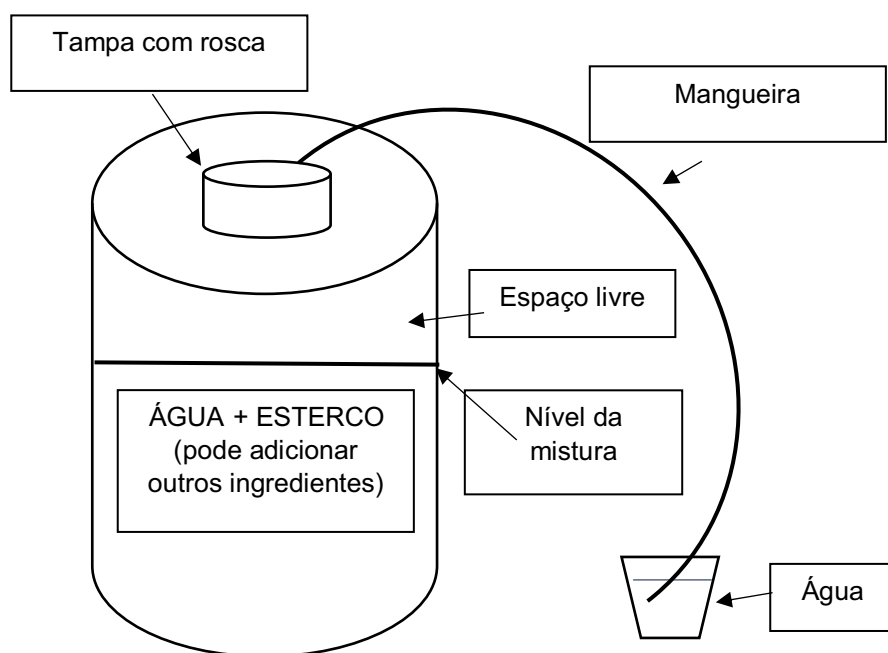 Tampa com rosca
Mangueira
Espaço livre
ÁGUA + ESTERCO
(pode adicionar
outros ingredientes)
Nível da
mistura
Água